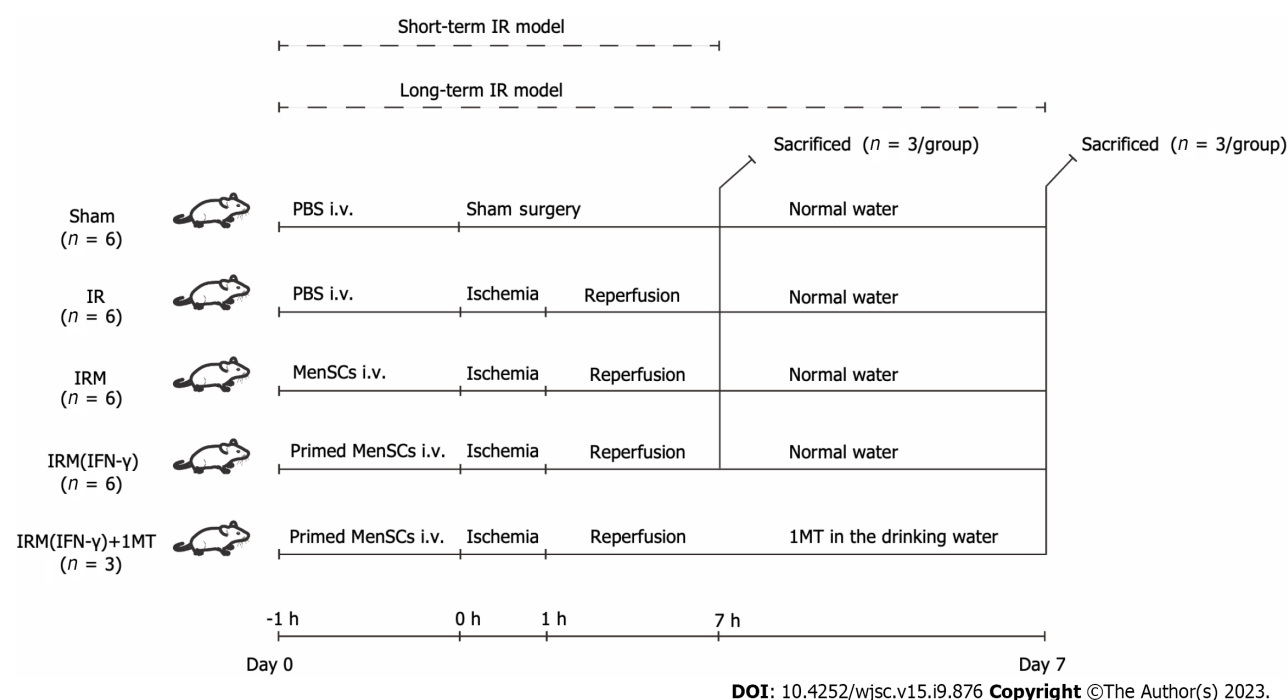 Short-term IR model
Long-term IR model
Sacrificed (n = 3/group)
Sacrificed (n = 3/group)
Sham
(n = 6)
PBS i.v.
Sham surgery
Normal water
IR
(n = 6)
PBS i.v.
Ischemia
Reperfusion
Normal water
IRM
(n = 6)
MenSCs i.v.
Ischemia
Reperfusion
Normal water
IRM(IFN-γ)
(n = 6)
Primed MenSCs i.v.
Ischemia
Reperfusion
Normal water
IRM(IFN-γ)+1MT
(n = 3)
Primed MenSCs i.v.
Ischemia
Reperfusion
1MT in the drinking water
-1 h
0 h
1 h
7 h
Day 0
Day 7
DOI: 10.4252/wjsc.v15.i9.876 Copyright ©The Author(s) 2023.